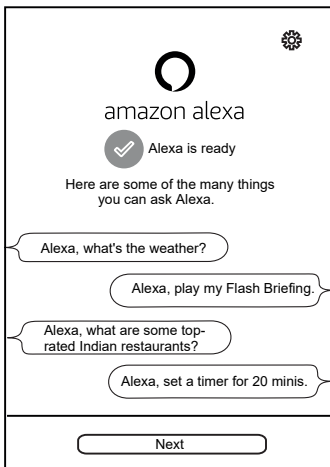 amazon alexa
Alexa is ready
Here are some of the many things
you can ask Alexa.
Alexa, what's the weather?
Alexa, play my Flash Briefing.
Alexa, what are some top-
rated Indian restaurants?
Alexa, set a timer for 20 minis.
Next